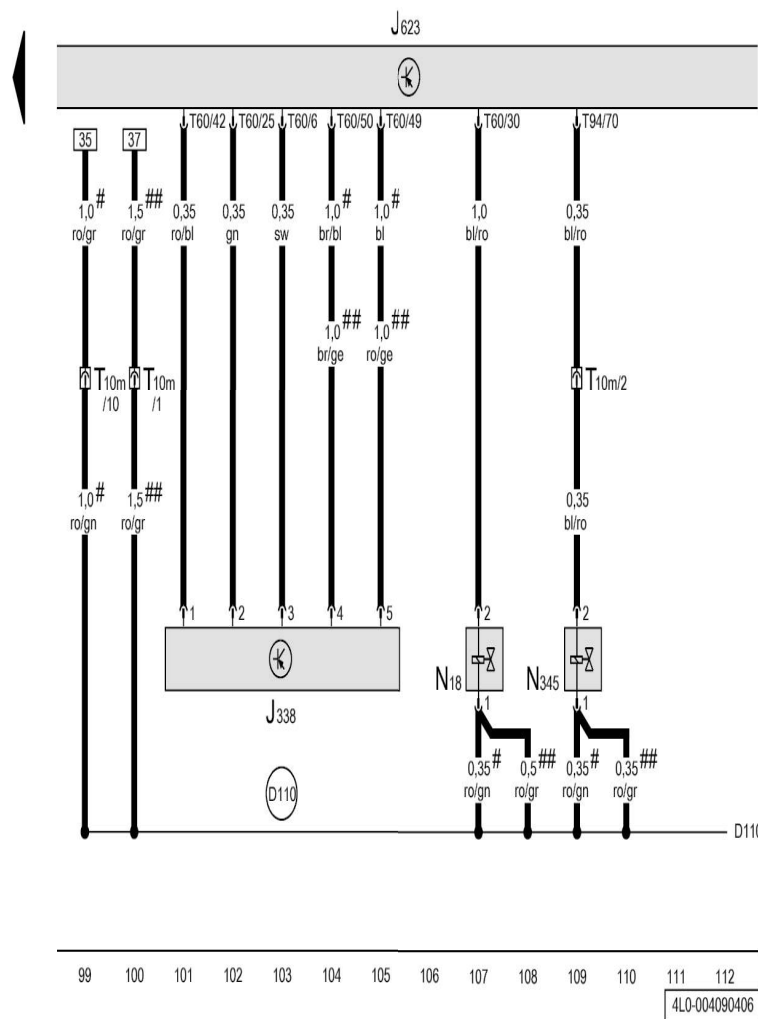 J623
T60/42 T60/25 T60/6 T60/50 T60/49 T60/30 T94/70
35 37
1,0 # 1,5 ## 0,35 0,35 0,35 1,0 # 1,0 # 1,0 0,35
ro/gr ro/gr ro/bl gn sw br/bl bl bl/ro bl/ro
1,0 ## 1,0 ##
br/ge ro/ge
T10m T10m T10m/2
/10 /1
1,0 # 1,5 ## 0,35
ro/gn ro/gr bl/ro
1 2 3 4 5 2 2
N18 N345
1 1
J338
0,35 # 0,5 ## 0,35 # 0,35 ##
ro/gn ro/gr ro/gn ro/gr
D110
D110
99 100 101 102 103 104 105 106 107 108 109 110 111 112
4L0-004090406